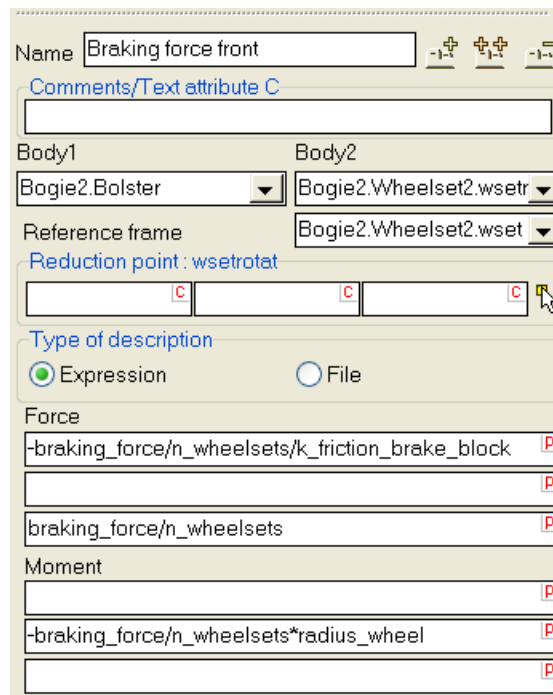 Name Braking force front
Comments/Text attribute C
Body1 Body2
Bogie2.Bolster Bogie2.Wheelset2.wsetr
Reference frame Bogie2.Wheelset2.wset
Reduction point : wsetrotat
C C C
Type of description
Expression File
Force
-braking_force/n_wheelsets/k_friction_brake_block P
P
braking_force/n_wheelsets P
Moment
P
-braking_force/n_wheelsets*radius_wheel P
P